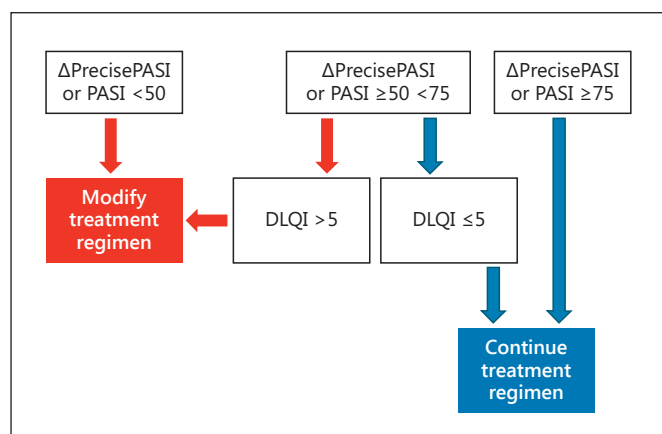 ΔPrecisePASI
or PASI <50
ΔPrecisePASI
or PASI ≥50 <75
ΔPrecisePASI
or PASI ≥75
Modify
treatment
regimen
DLQI >5
DLQI ≤5
Continue
treatment
regimen